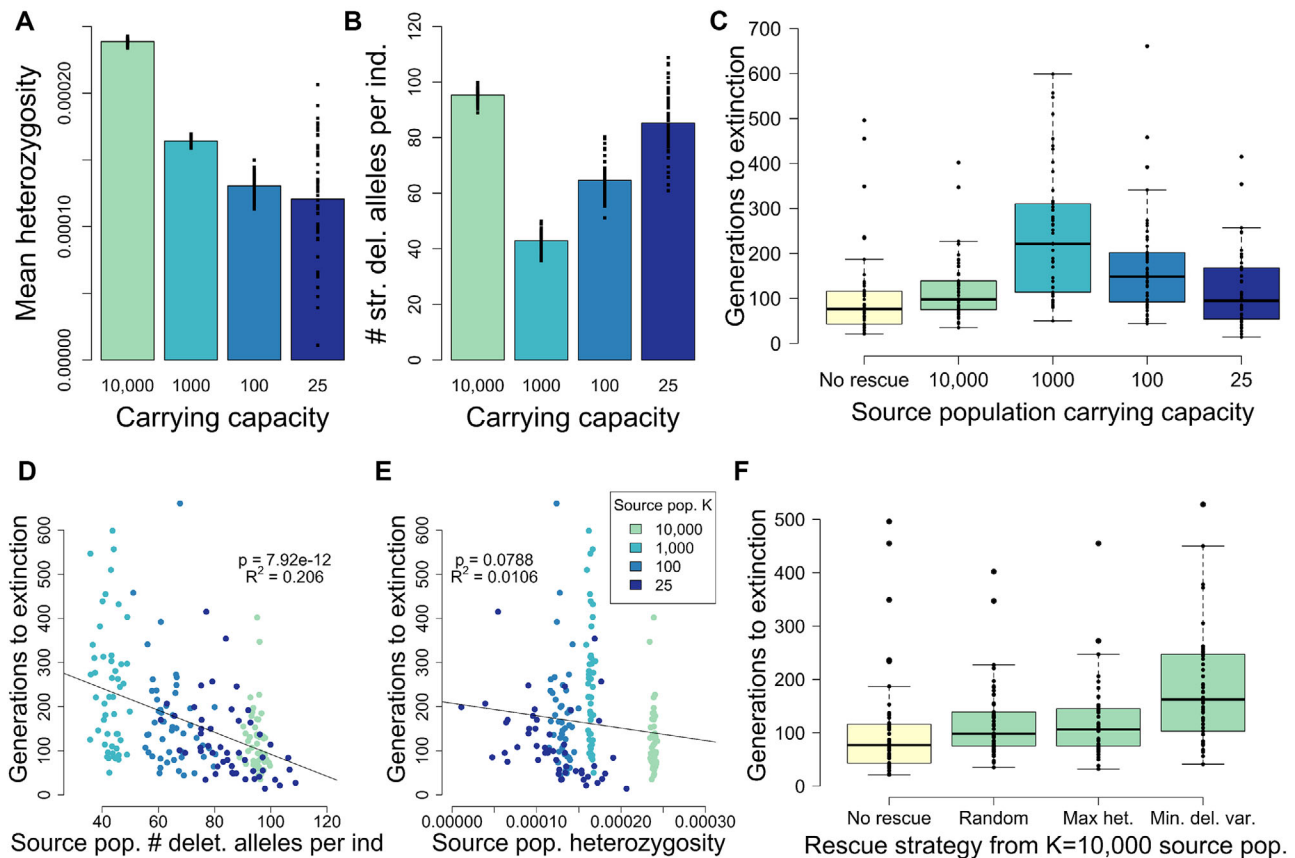 A
Mean heterozygosity
0.00020
0.00010
0.00000
10,000 1000 100 25
Carrying capacity
B
# str. del. alleles per ind.
120
100
80
60
40
20
0
10,000 1000 100 25
Carrying capacity
C
Generations to extinction
700
600
500
400
300
200
100
0
No rescue 10,000 1000 100 25
Source population carrying capacity
D
Generations to extinction
600
500
400
300
200
100
0
p = 7.92e-12
R² = 0.206
40 60 80 100 120
Source pop. # delet. alleles per ind
E
Generations to extinction
600
500
400
300
200
100
0
p = 0.0788
R² = 0.0106
Source pop. K
10,000
1,000
100
25
0.00000 0.00010 0.00020 0.00030
Source pop. heterozygosity
F
Generations to extinction
500
400
300
200
100
0
No rescue Random Max het. Min. del. var.
Rescue strategy from K=10,000 source pop.